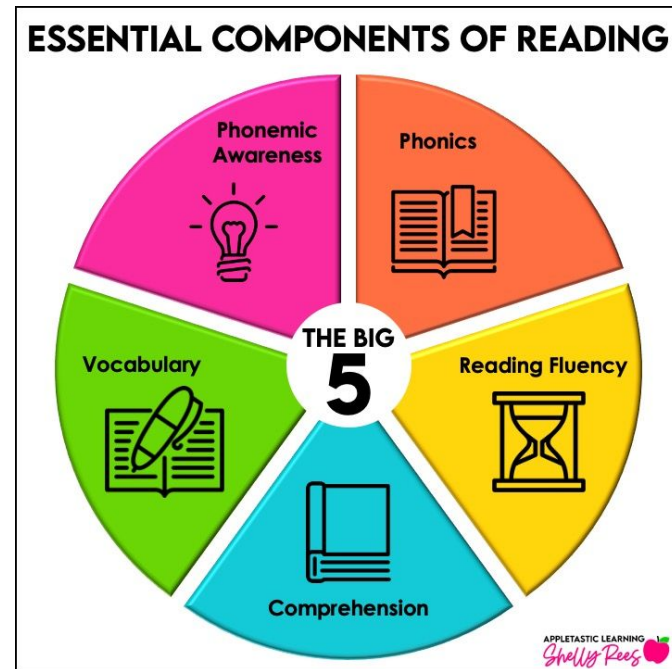 ESSENTIAL COMPONENTS OF READING
Phonemic
Awareness
Phonics
THE BIG
5
Vocabulary
Reading Fluency
Comprehension
APPLETASTIC LEARNING
Shelly Rees